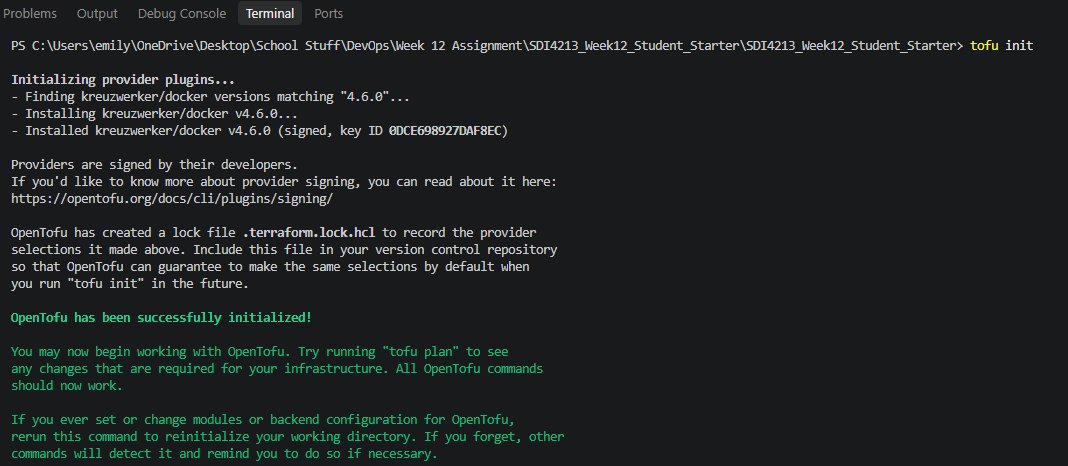 Problems Output Debug Console Terminal Ports
PS C:\Users\emily\OneDrive\Desktop\School Stuff\DevOps\Week 12 Assignment\SDI4213_Week12_Student_Starter\SDI4213_Week12_Student_Starter> tofu init
Initializing provider plugins...
- Finding kreuzwerker/docker versions matching "4.6.0"...
- Installing kreuzwerker/docker v4.6.0...
- Installed kreuzwerker/docker v4.6.0 (signed, key ID 0DCE698927DAF8EC)
Providers are signed by their developers.
If you'd like to know more about provider signing, you can read about it here:
https://opentofu.org/docs/cli/plugins/signing/
OpenTofu has created a lock file .terraform.lock.hcl to record the provider
selections it made above. Include this file in your version control repository
so that OpenTofu can guarantee to make the same selections by default when
you run "tofu init" in the future.
OpenTofu has been successfully initialized!
You may now begin working with OpenTofu. Try running "tofu plan" to see
any changes that are required for your infrastructure. All OpenTofu commands
should now work.
If you ever set or change modules or backend configuration for OpenTofu,
rerun this command to reinitialize your working directory. If you forget, other
commands will detect it and remind you to do so if necessary.